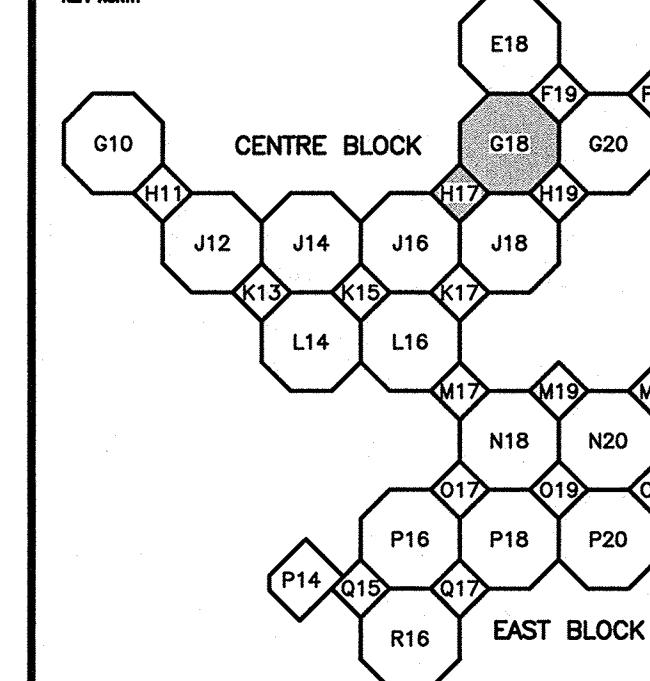 E18
F19
G10
CENTRE BLOCK
G18
G20
H11
H17
H19
J12
J14
J16
J18
K13
K15
K17
L14
L16
M17
M19
N18
N20
O17
O19
P16
P18
P20
P14
Q15
Q17
R16
EAST BLOCK